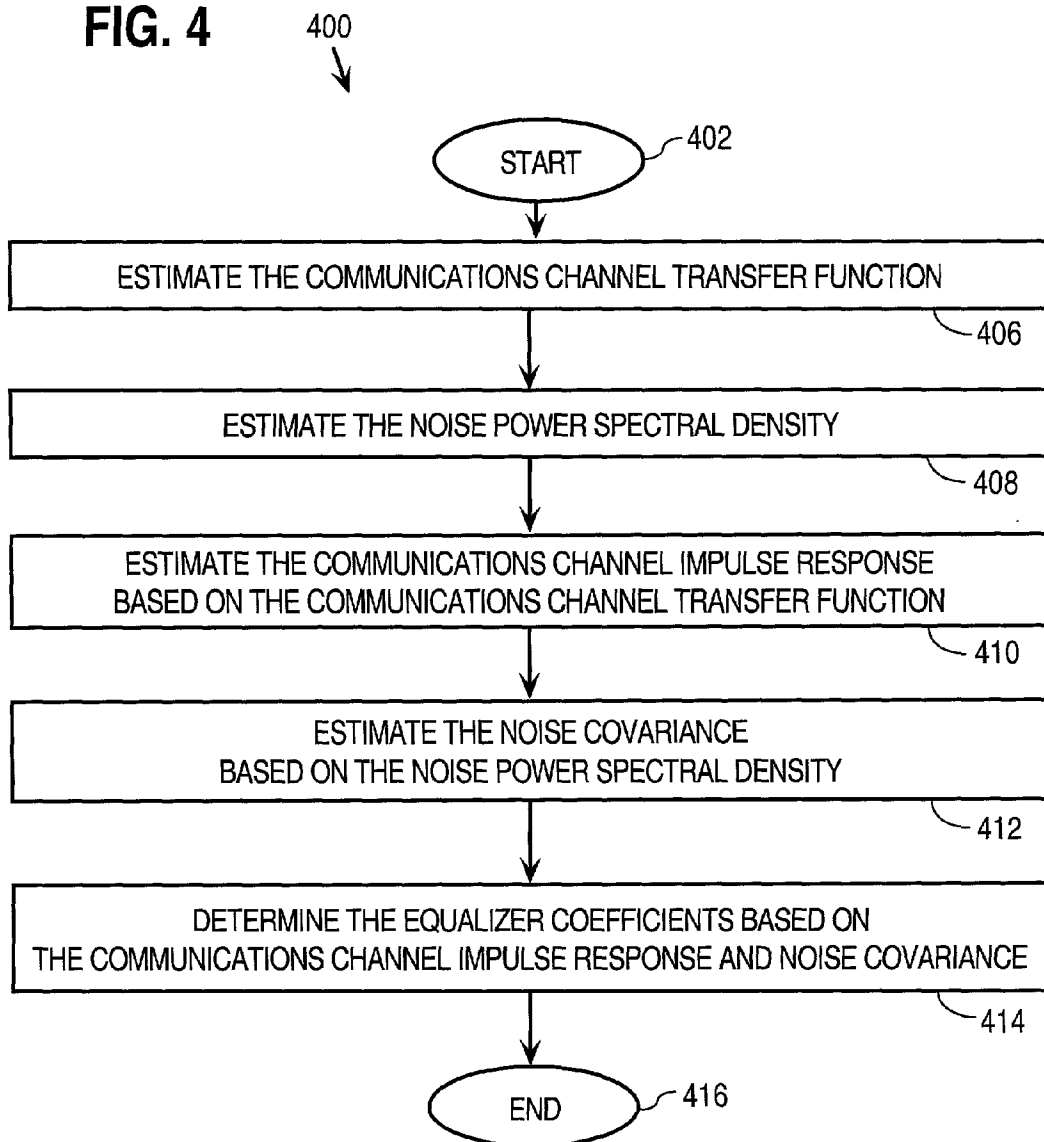 FIG. 4
400
START
402
ESTIMATE THE COMMUNICATIONS CHANNEL TRANSFER FUNCTION
406
ESTIMATE THE NOISE POWER SPECTRAL DENSITY
408
ESTIMATE THE COMMUNICATIONS CHANNEL IMPULSE RESPONSE
BASED ON THE COMMUNICATIONS CHANNEL TRANSFER FUNCTION
410
ESTIMATE THE NOISE COVARIANCE
BASED ON THE NOISE POWER SPECTRAL DENSITY
412
DETERMINE THE EQUALIZER COEFFICIENTS BASED ON
THE COMMUNICATIONS CHANNEL IMPULSE RESPONSE AND NOISE COVARIANCE
414
END
416